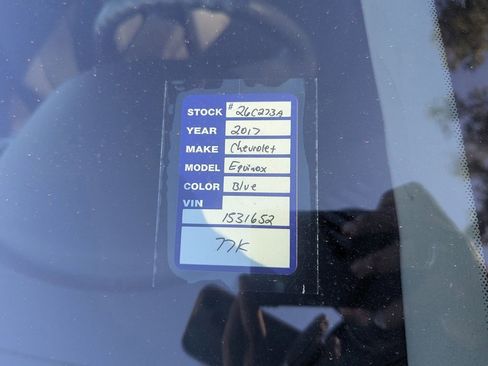 STOCK # 26C273A
YEAR 2017
MAKE Chevrolet
MODEL Equinox
COLOR Blue
VIN
1531652
77K